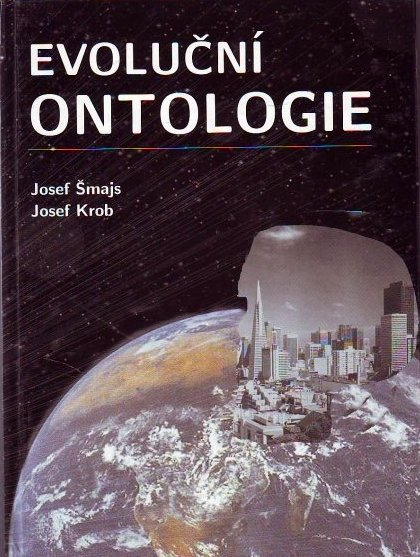 EVOLUČNÍ
ONTOLOGIE
Josef Šmajs
Josef Krob